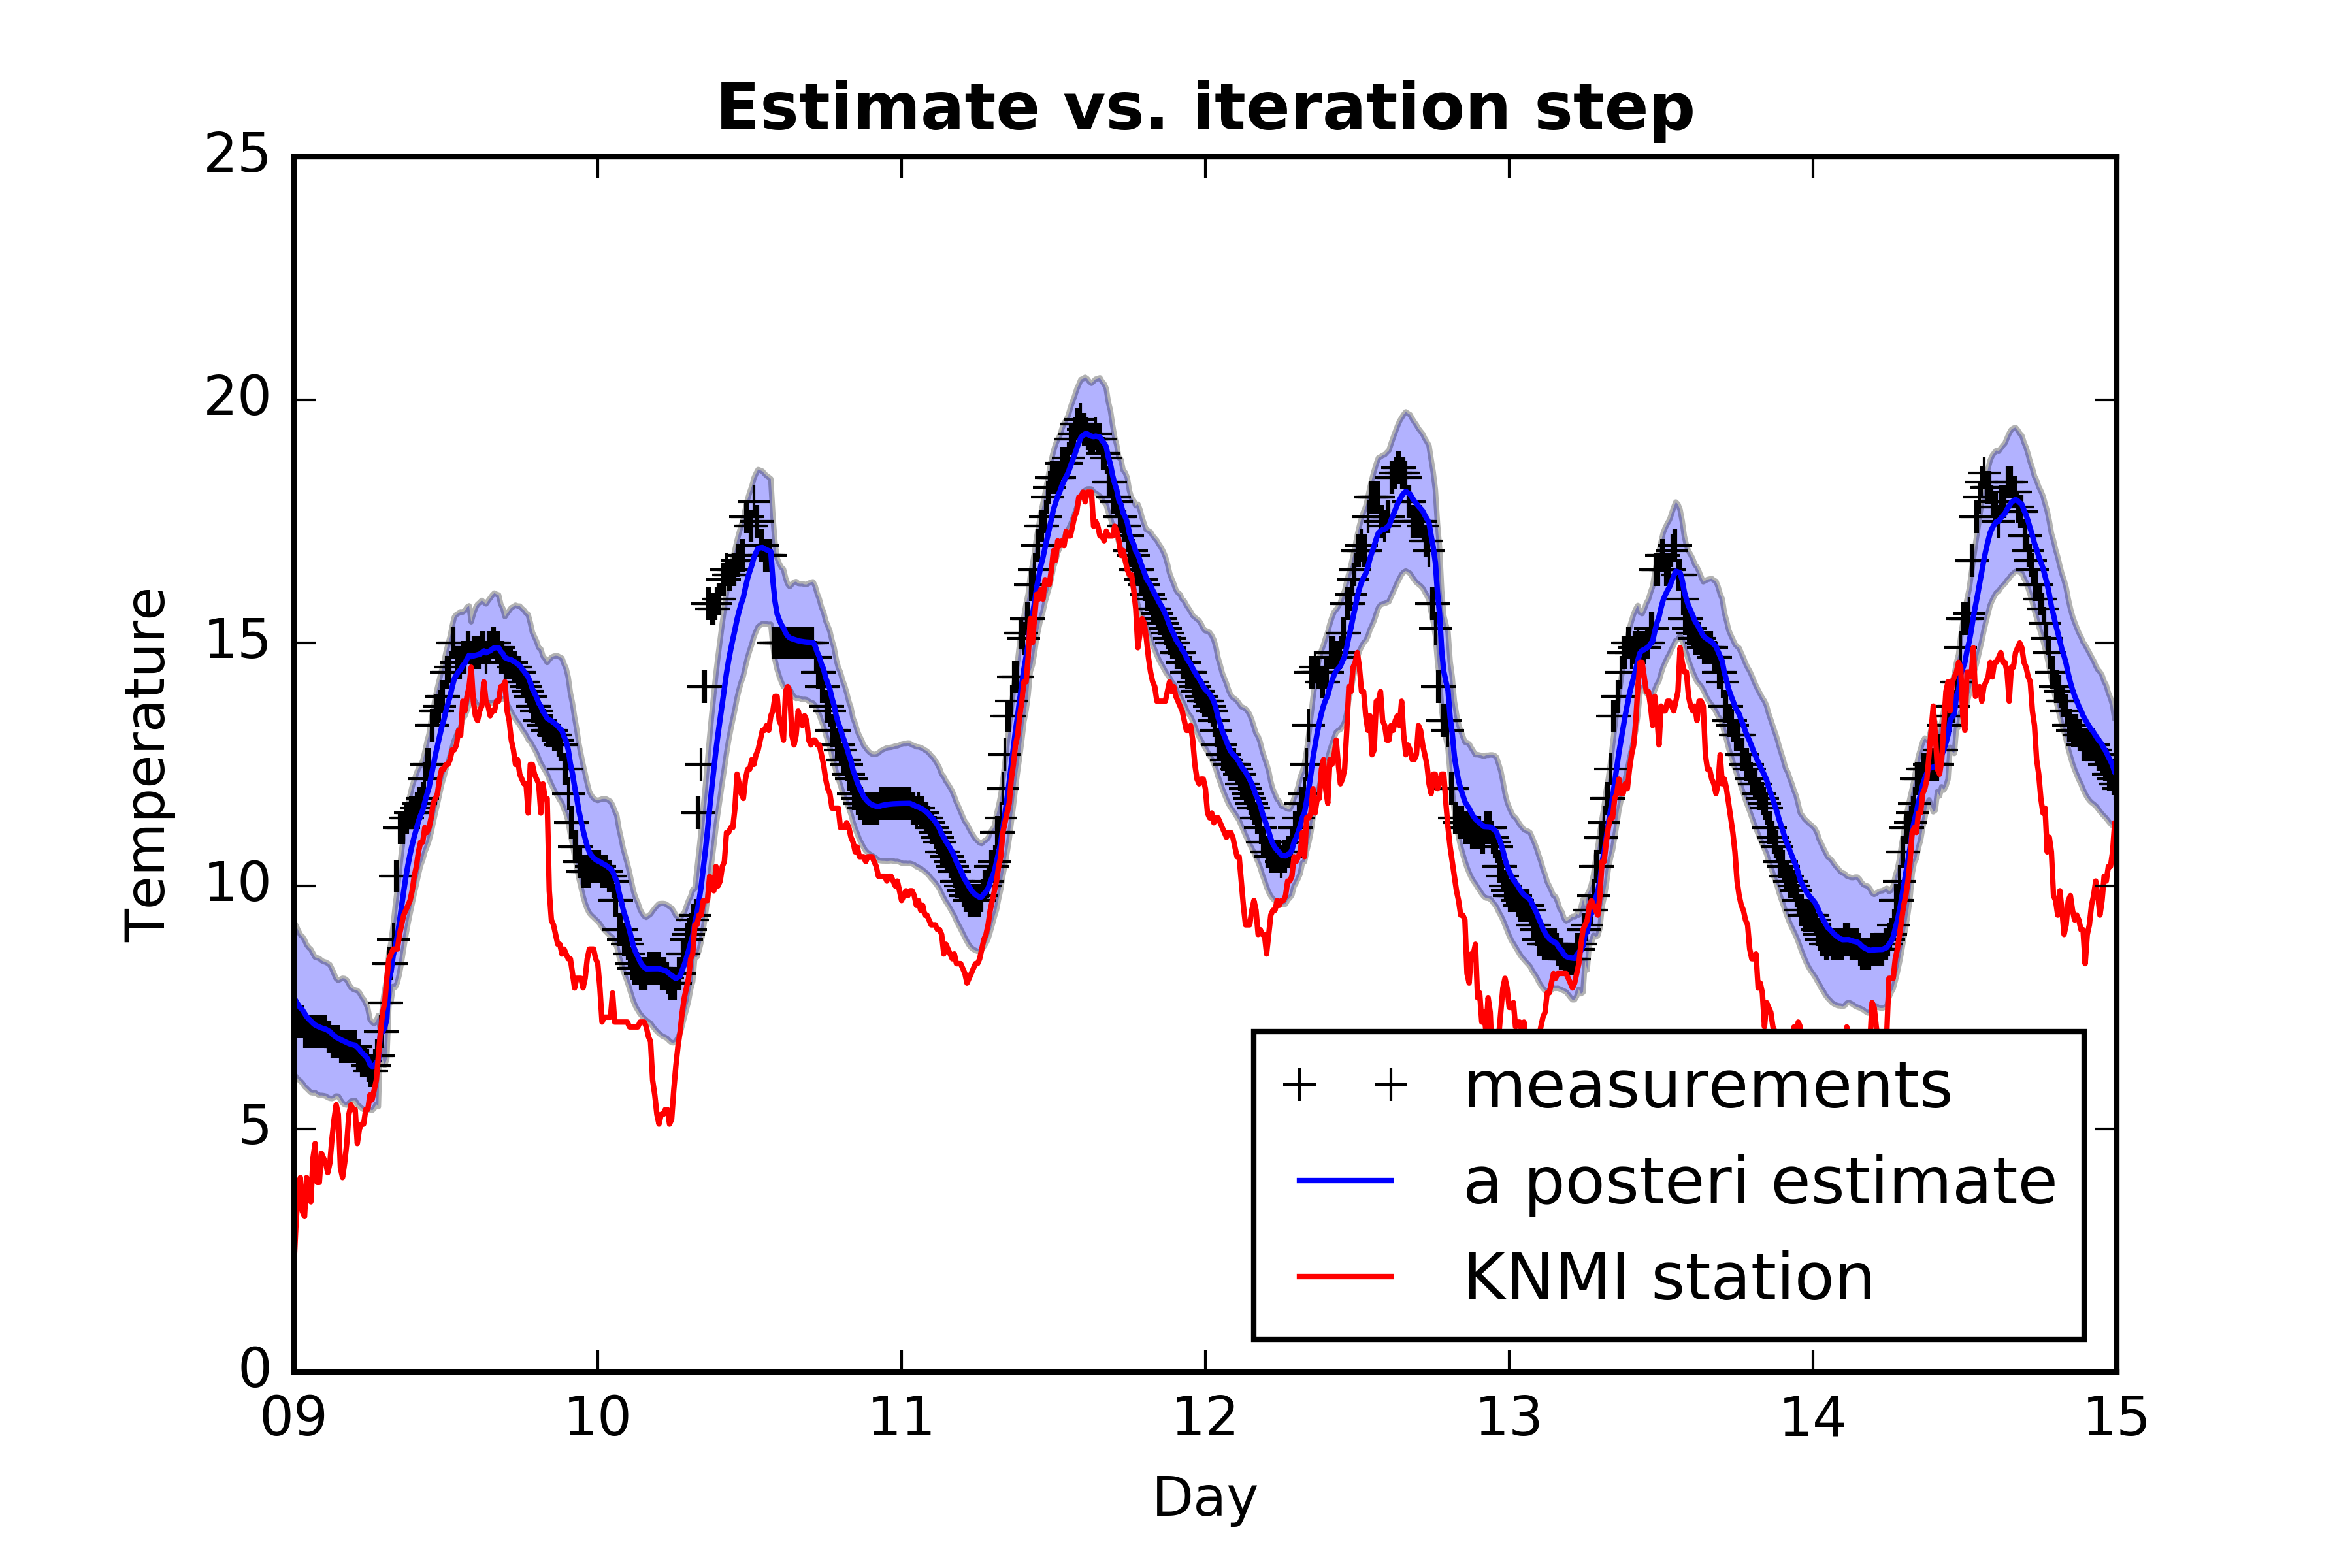 Estimate vs. iteration step
25
20
15
10
5
0
Temperature
09 10 11 12 13 14 15
Day
measurements
a posteri estimate
KNMI station